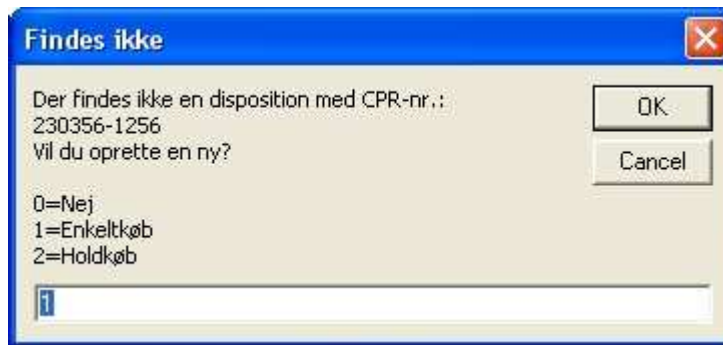 Findes ikke
Der findes ikke en disposition med CPR-nr.:
230356-1256
Vil du oprette en ny?
0=Nej
1=Enkeltkøb
2=Holdkøb
OK
Cancel
1